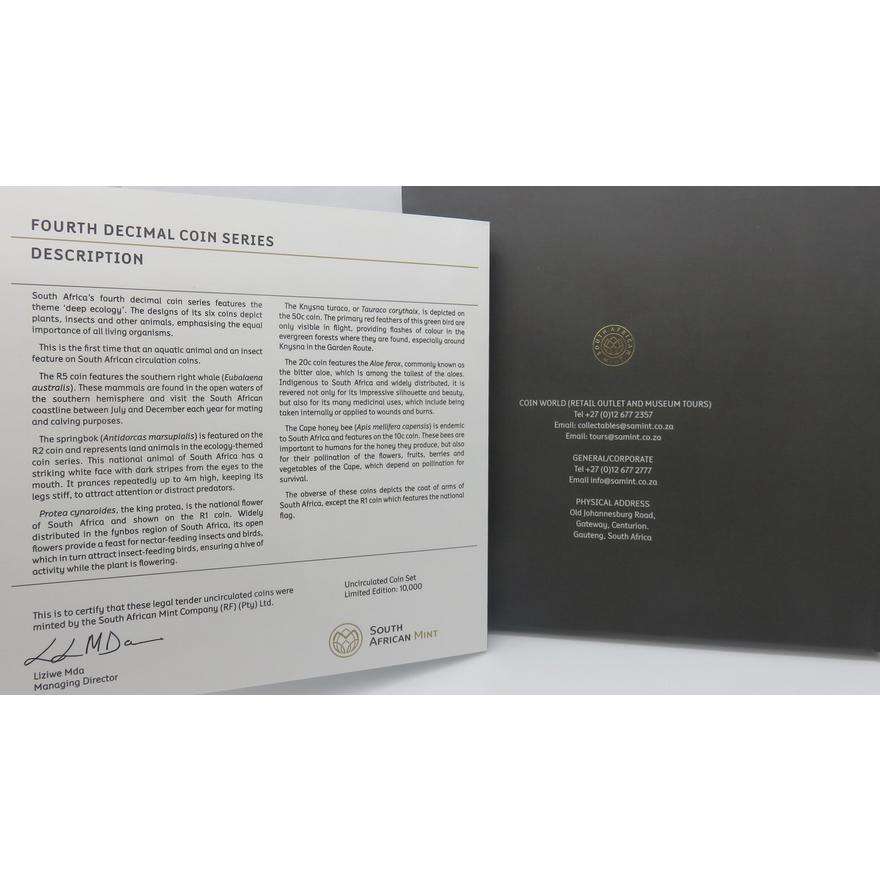 FOURTH DECIMAL COIN SERIES
DESCRIPTION
South Africa's fourth decimal coin series features the
theme 'deep ecology'. The designs of its six coins depict
plants, insects and other animals, emphasising the equal
importance of all living organisms.
This is the first time that an aquatic animal and an insect
feature on South African circulation coins.
The R5 coin features the southern right whale (Eubalaena
australis). These mammals are found in the open waters of
the southern hemisphere and visit the South African
coastline between July and December each year for mating
and calving purposes.
The springbok (Antidorcas marsupialis) is featured on the
R2 coin and represents land animals in the ecology-themed
coin series. This national animal of South Africa has a
striking white face with dark stripes from the eyes to the
mouth. It prances repeatedly up to 4m high, keeping its
legs stiff, to attract attention or distract predators.
Protea cynaroides, the king protea, is the national flower
of South Africa and shown on the R1 coin. Widely
distributed in the fynbos region of South Africa, its open
flowers provide a feast for nectar-feeding insects and birds,
which in turn attract insect-feeding birds, ensuring a hive of
activity while the plant is flowering.
The Knysna turaco, or Tauraco corythaix, is depicted on
the 50c coin. The primary red feathers of this green bird are
only visible in flight, providing flashes of colour in the
evergreen forests where they are found, especially around
Knysna in the Garden Route.
The 20c coin features the Aloe ferox, commonly known as
the bitter aloe, which is among the tallest of the aloes.
Indigenous to South Africa and widely distributed, it is
revered not only for its impressive silhouette and beauty,
but also for its many medicinal uses, which include being
taken internally or applied to wounds and burns.
The Cape honey bee (Apis mellifera capensis) is endemic
to South Africa and features on the 10c coin. These bees are
important to humans for the honey they produce, but also
for their pollination of the flowers, fruits, berries and
vegetables of the Cape, which depend on pollination for
survival.
The obverse of these coins depicts the coat of arms of
South Africa, except the R1 coin which features the national
flag.
This is to certify that these legal tender uncirculated coins were
minted by the South African Mint Company (RF) (Pty) Ltd.
Liziwe Mda
Managing Director
Uncirculated Coin Set
Limited Edition: 10,000
SOUTH
AFRICAN MINT
SOUTH AFRICAN
COIN WORLD (RETAIL OUTLET AND MUSEUM TOURS)
Tel +27 (0)12 677 2357
Email: collectables@samint.co.za
Email: tours@samint.co.za
GENERAL/CORPORATE
Tel +27 (0)12 677 2777
Email info@samint.co.za
PHYSICAL ADDRESS
Old Johannesburg Road,
Gateway, Centurion,
Gauteng, South Africa